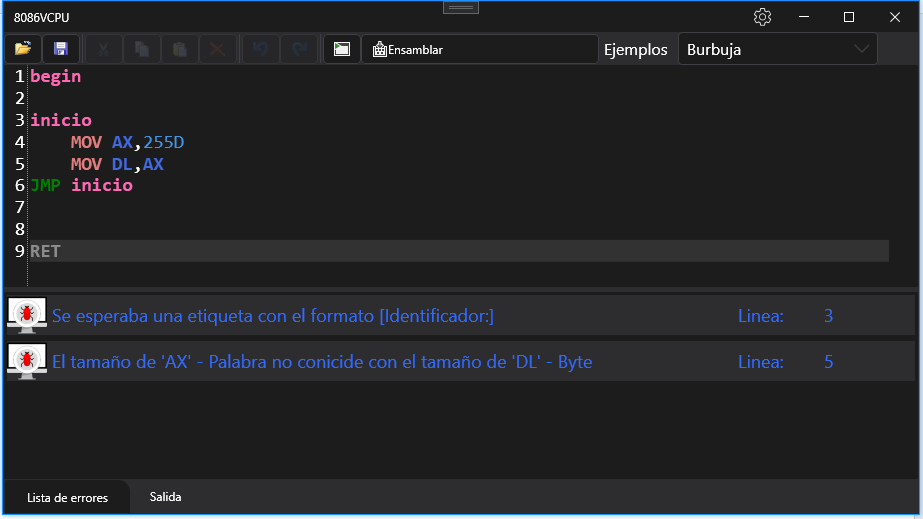 8086VCPU
Ensamblar
Ejemplos
Burbuja
1 begin
2
3 inicio
4 MOV AX,255D
5 MOV DL,AX
6 JMP inicio
7
8
9 RET
Se esperaba una etiqueta con el formato [Identificador:] Linea: 3
El tamaño de 'AX' - Palabra no conicide con el tamaño de 'DL' - Byte Linea: 5
Lista de errores
Salida